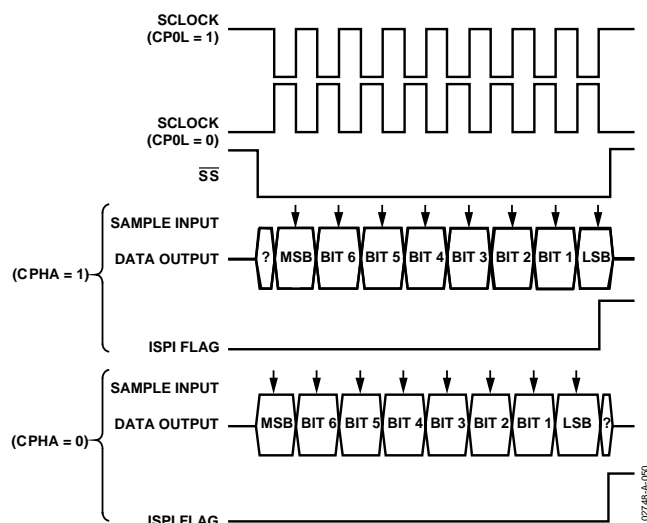 SCLOCK
(CP0L = 1)
SCLOCK
(CP0L = 0)
SS
SAMPLE INPUT
DATA OUTPUT
? MSB BIT 6 BIT 5 BIT 4 BIT 3 BIT 2 BIT 1 LSB
(CPHA = 1)
ISPI FLAG
SAMPLE INPUT
DATA OUTPUT
MSB BIT 6 BIT 5 BIT 4 BIT 3 BIT 2 BIT 1 LSB ?
(CPHA = 0)
ISPI FLAG
02748-A-050